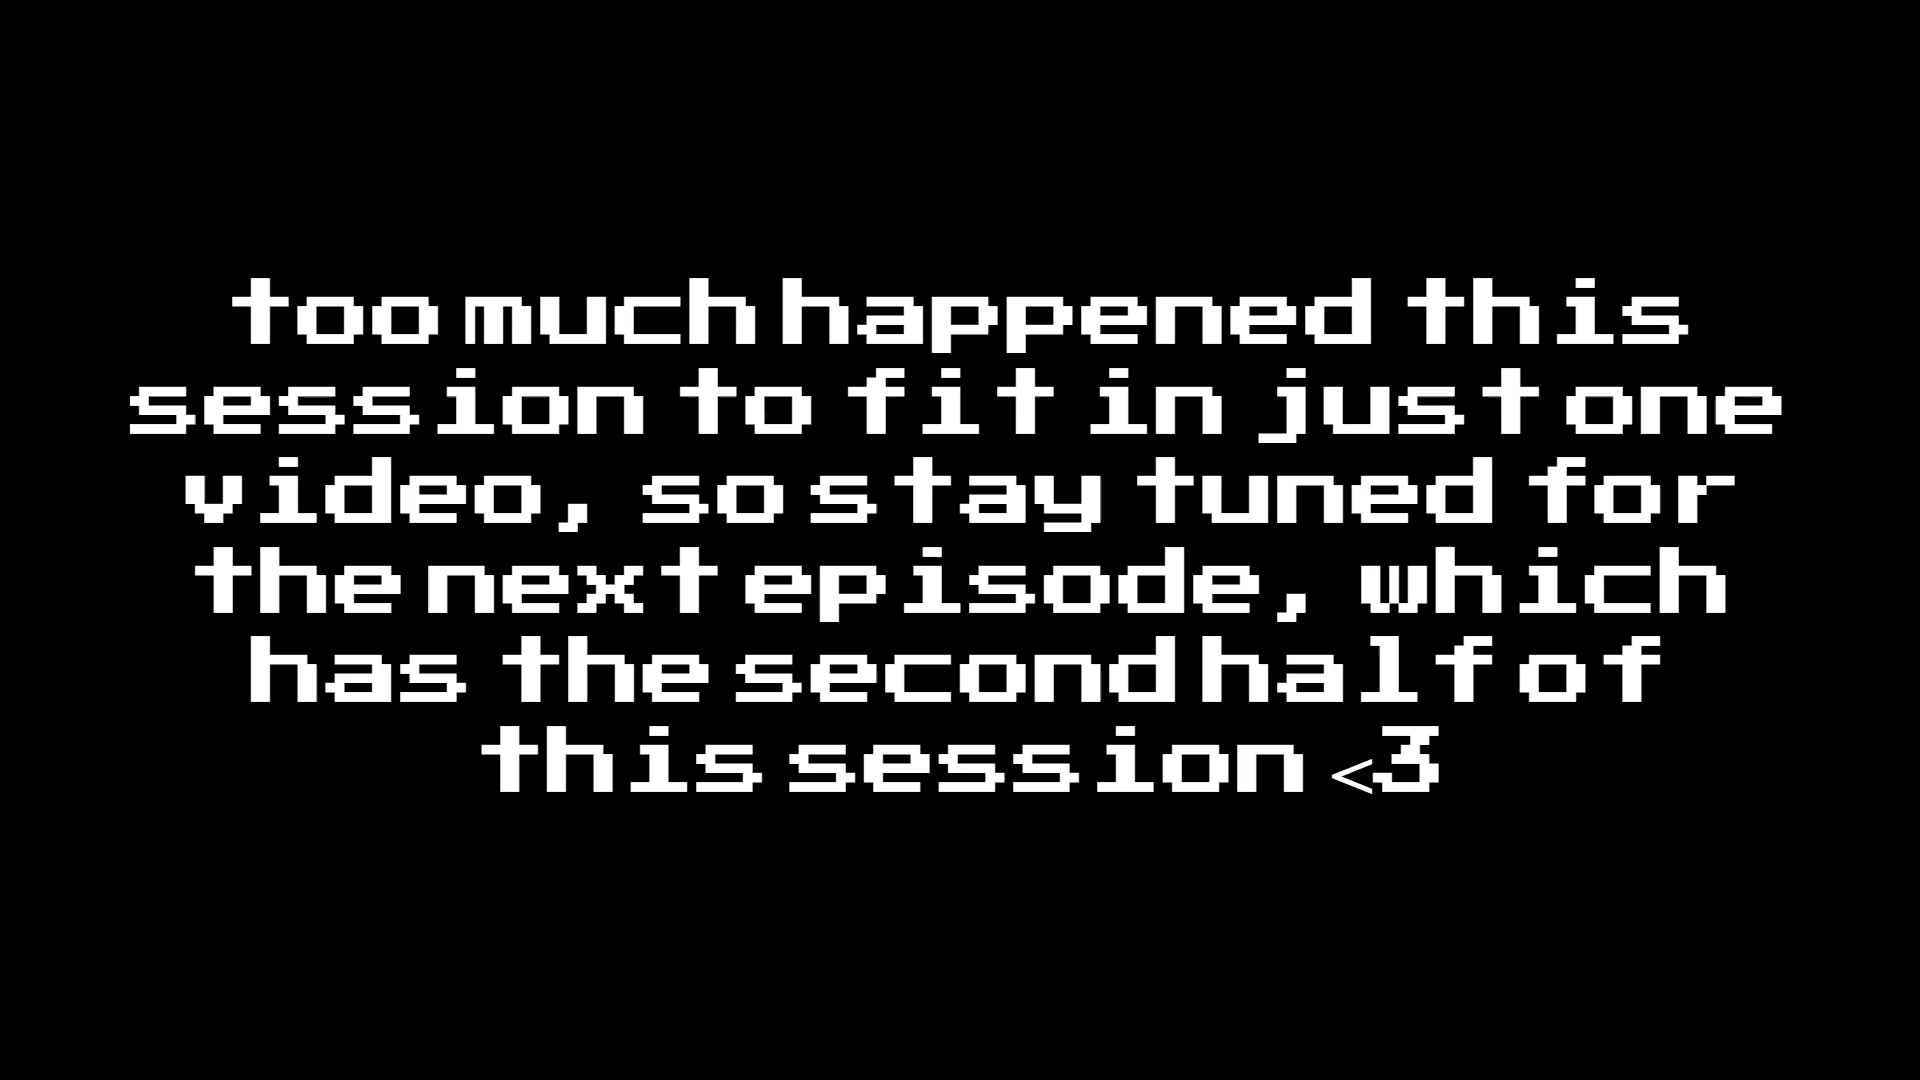 too much happened this
session to fit in just one
video, so stay tuned for
the next episode, which
has the second half of
this session <3